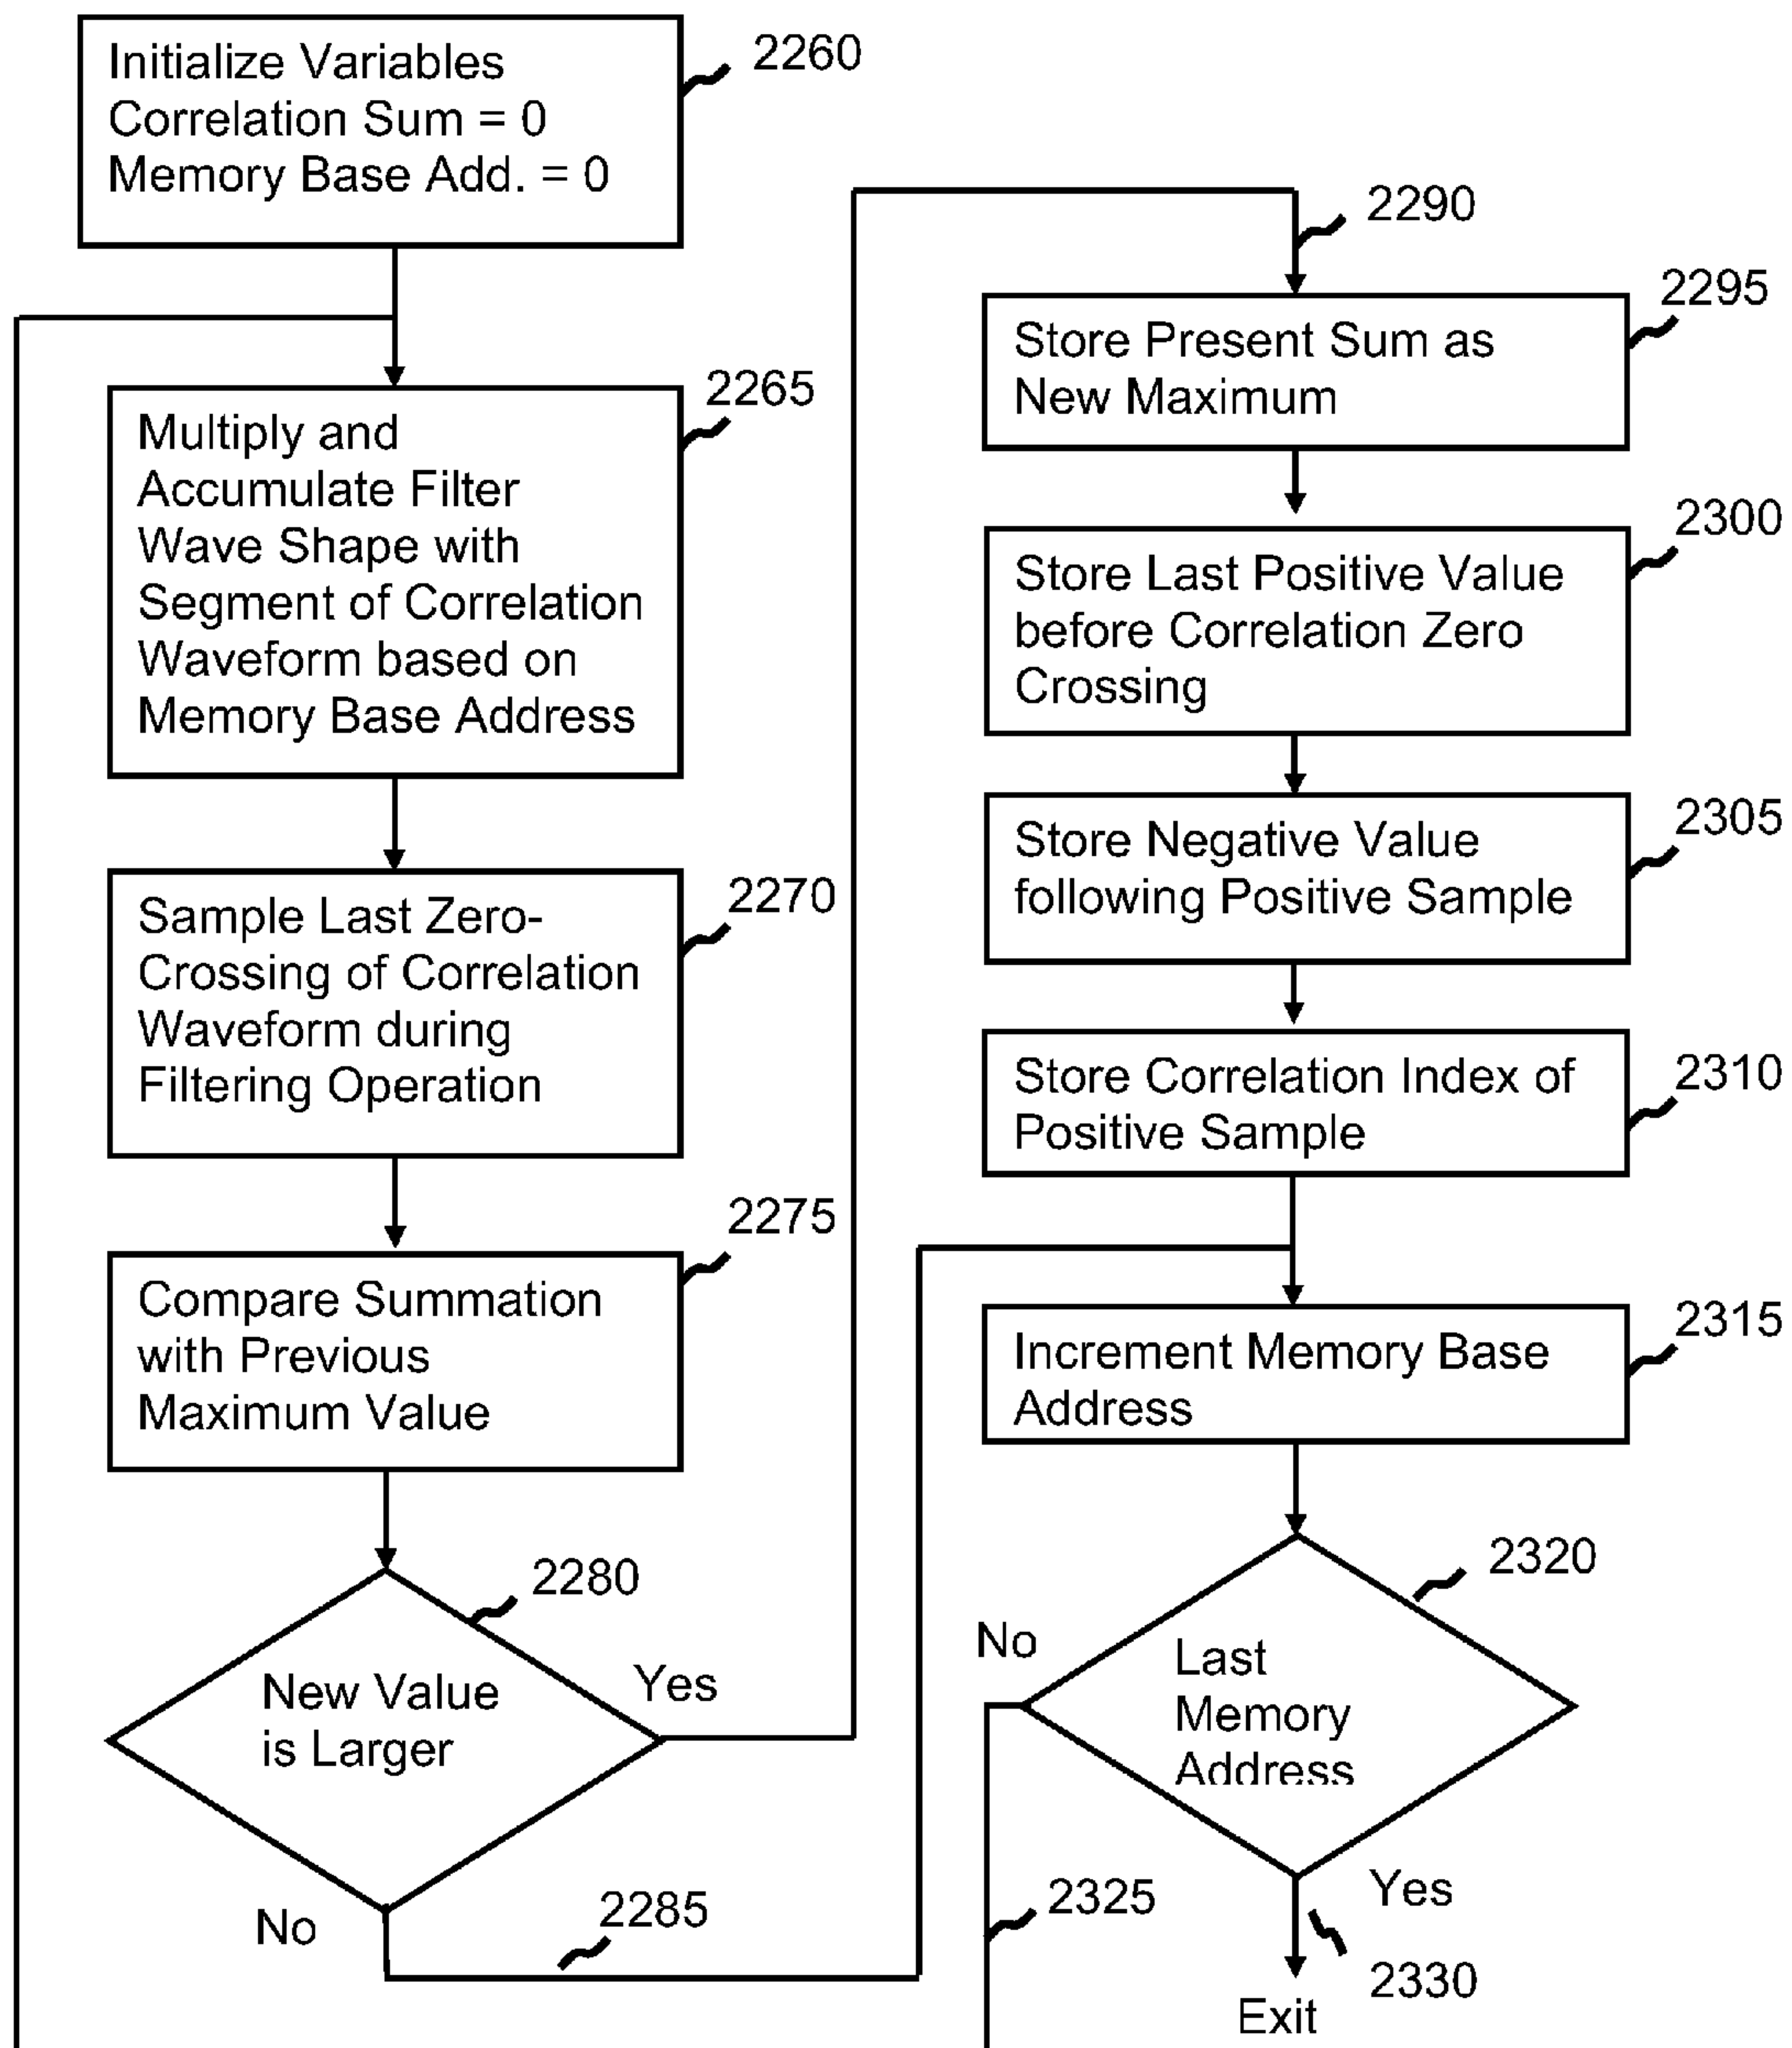 Initialize Variables
Correlation Sum = 0
Memory Base Add. = 0
2260
Multiply and
Accumulate Filter
Wave Shape with
Segment of Correlation
Waveform based on
Memory Base Address
2265
Sample Last Zero-
Crossing of Correlation
Waveform during
Filtering Operation
2270
Compare Summation
with Previous
Maximum Value
2275
New Value
is Larger
2280
Yes
No
2285
2290
Store Present Sum as
New Maximum
2295
Store Last Positive Value
before Correlation Zero
Crossing
2300
Store Negative Value
following Positive Sample
2305
Store Correlation Index of
Positive Sample
2310
Increment Memory Base
Address
2315
Last
Memory
Address
2320
No
2325
Yes
2330
Exit